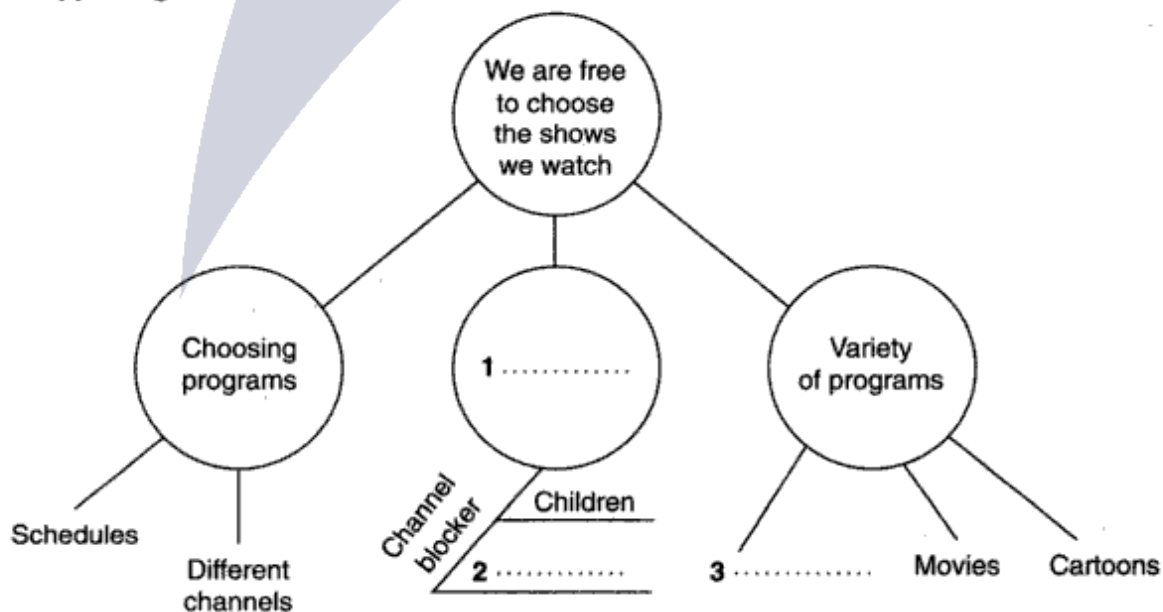 We are free
to choose
the shows
we watch
Choosing
programs
1 ............
Variety
of programs
Schedules
Different
channels
Channel
blocker
Children
2 ............
3 .............
Movies
Cartoons